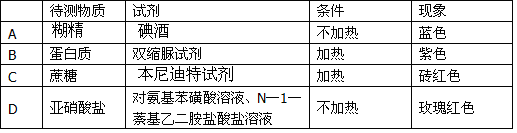 待测物质 试剂 条件 现象
A 糊精 碘酒 不加热 蓝色
B 蛋白质 双缩脲试剂 加热 紫色
C 蔗糖 本尼迪特试剂 加热 砖红色
D 亚硝酸盐 对氨基苯磺酸溶液、N—1—萘基乙二胺盐酸盐溶液 不加热 玫瑰红色